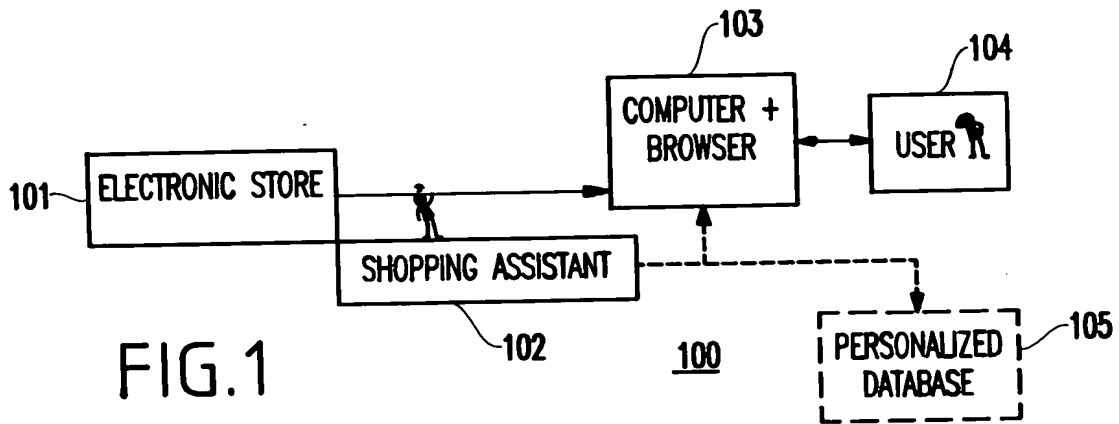 103
104
COMPUTER +
BROWSER
USER
101
ELECTRONIC STORE
SHOPPING ASSISTANT
102
100
105
PERSONALIZED
DATABASE
FIG.1